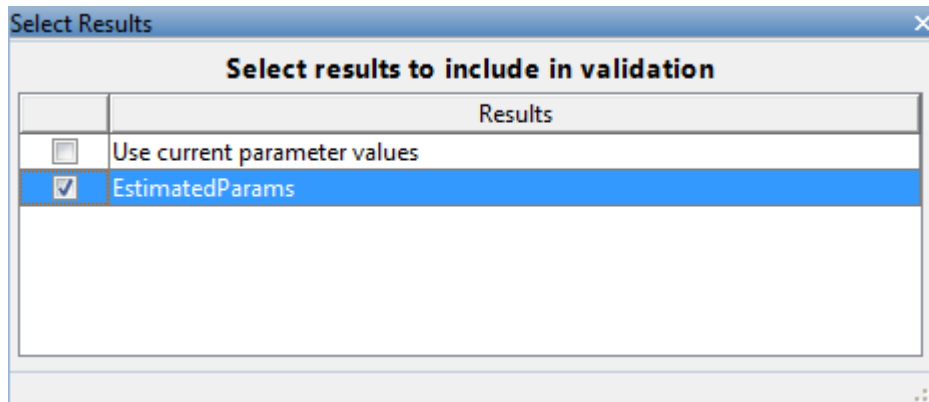 Select Results
Select results to include in validation
Results
Use current parameter values
EstimatedParams